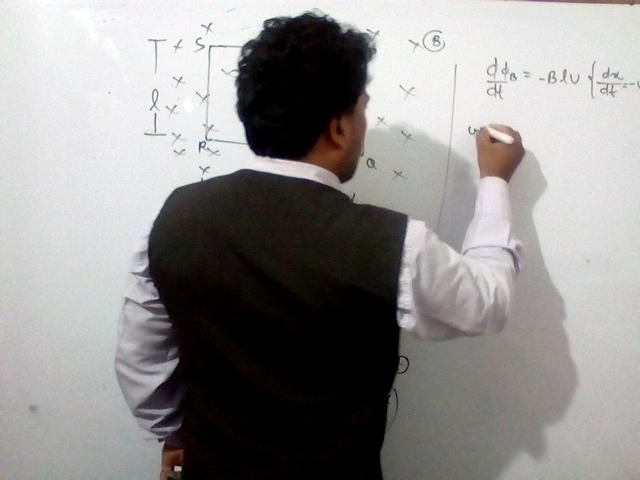 S
B
l
R
Q
dϕB/dt = -Blv {dx/dt = -v